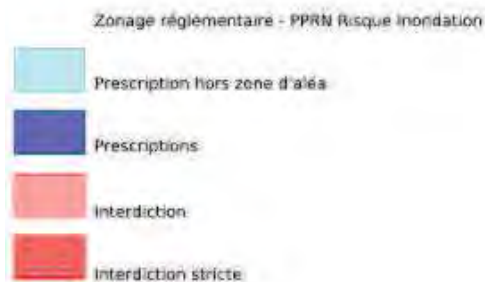 Zonage réglementaire - PPRN Risque Inondation
Prescription hors zone d'aléa
Prescriptions
Interdiction
Interdiction stricte